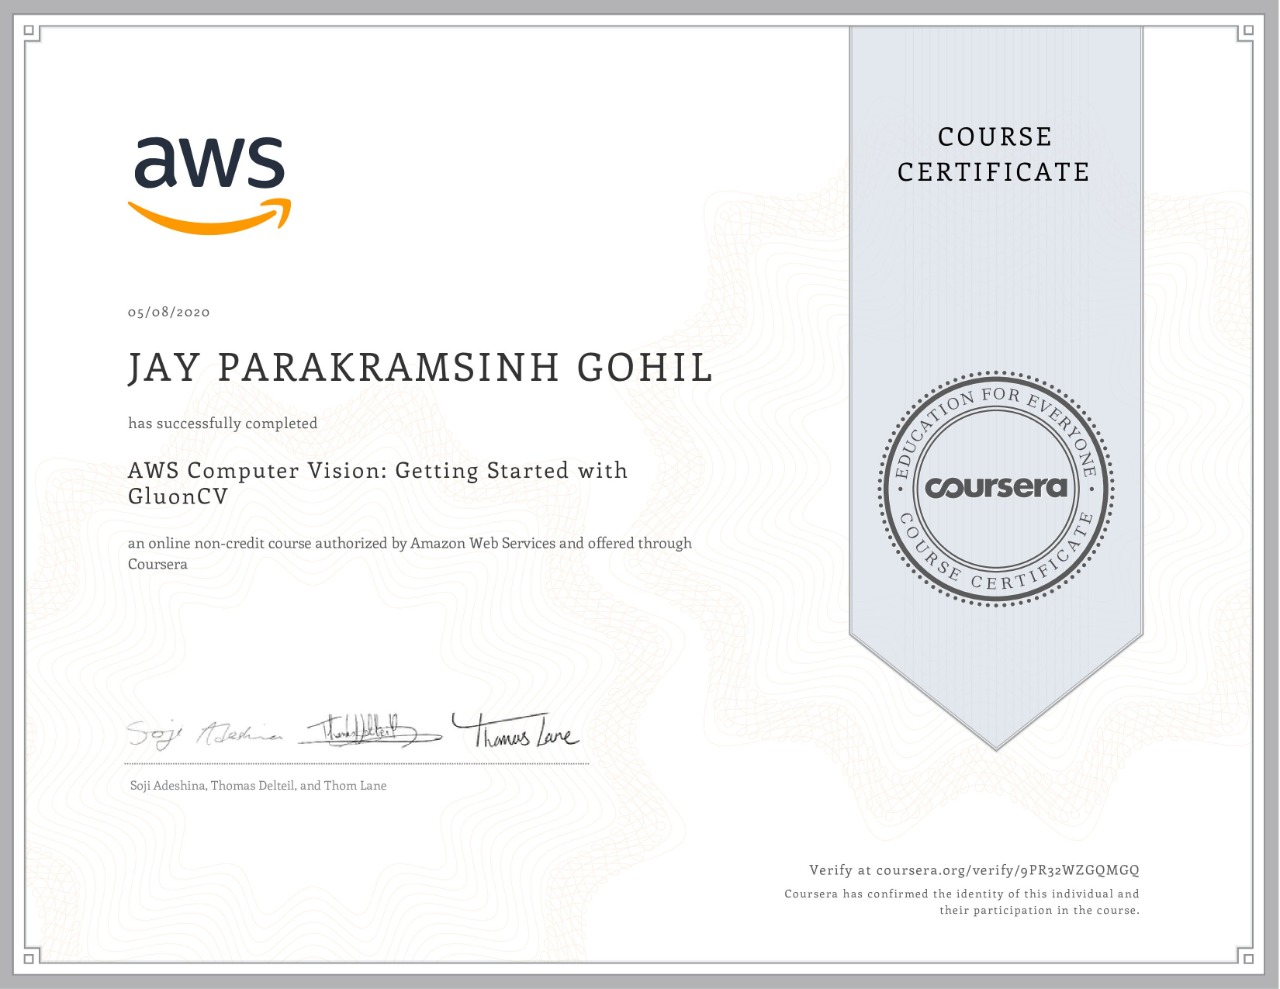 aws
COURSE
CERTIFICATE
05/08/2020
JAY PARAKRAMSINH GOHIL
has successfully completed
AWS Computer Vision: Getting Started with
GluonCV
an online non-credit course authorized by Amazon Web Services and offered through
Coursera
EDUCATION FOR EVERYONE
coursera
COURSE CERTIFICATE
Soji Adeshina Thomas Delteil Thomas Lane
Soji Adeshina, Thomas Delteil, and Thom Lane
Verify at coursera.org/verify/9PR32WZGQMGQ
Coursera has confirmed the identity of this individual and
their participation in the course.